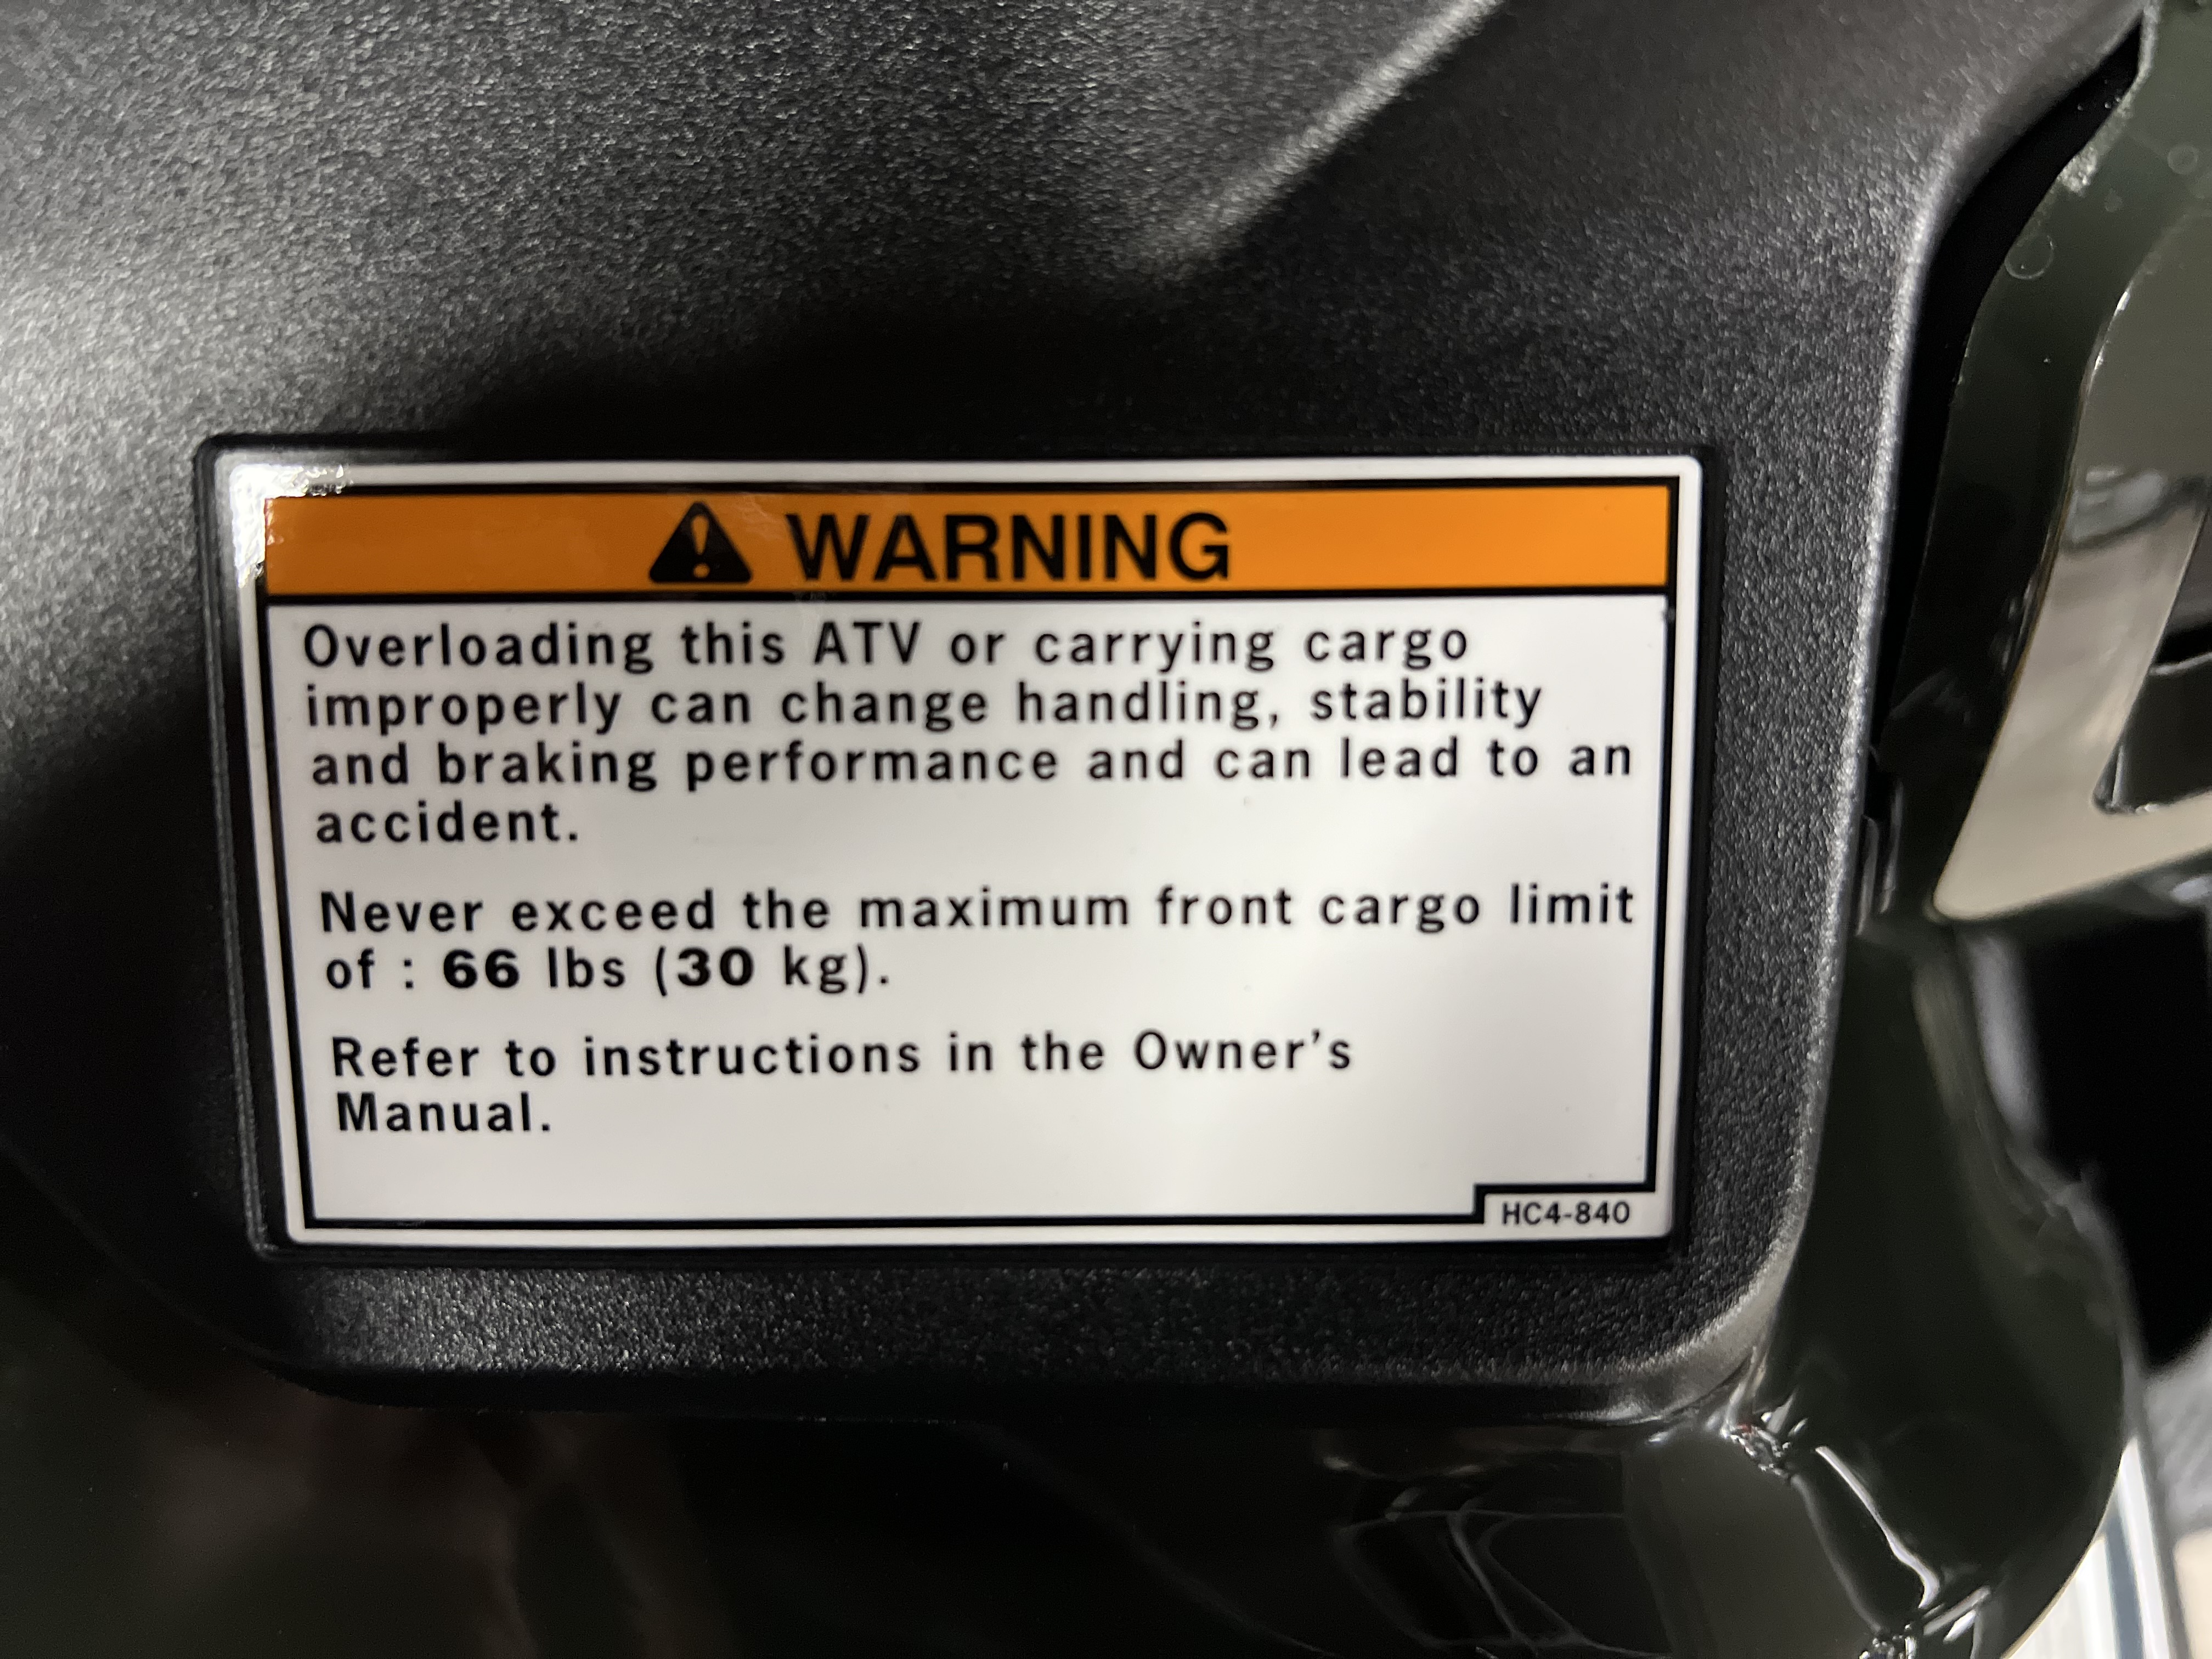 WARNING
Overloading this ATV or carrying cargo
improperly can change handling, stability
and braking performance and can lead to an
accident.
Never exceed the maximum front cargo limit
of : 66 lbs (30 kg).
Refer to instructions in the Owner's
Manual.
HC4-840